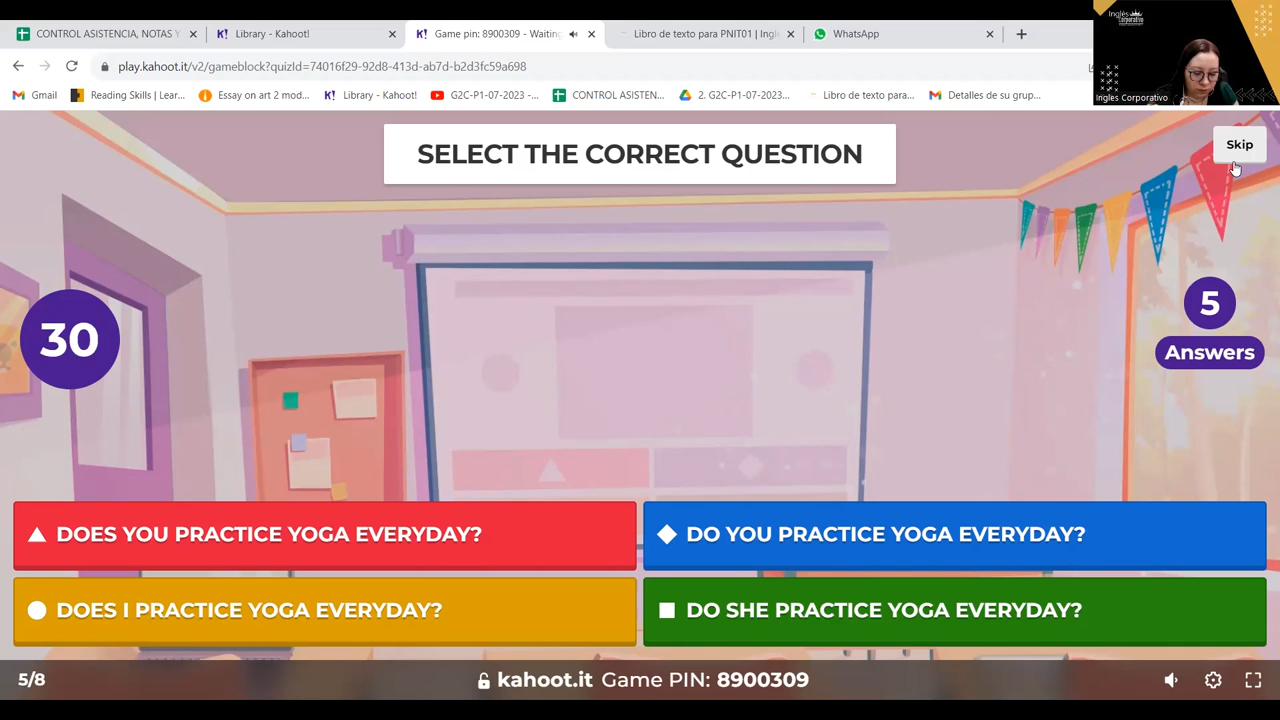 CONTROL ASISTENCIA, NOTAS Y
Library - Kahoot!
Game pin: 8900309 - Waiting
Libro de texto para PNIT01 | Ingl
WhatsApp
play.kahoot.it/v2/gameblock?quizId=74016f29-92d8-413d-ab7d-b2d3fc59a698
Gmail
Reading Skills | Lear...
Essay on art 2 mod...
Library - Kahoot!
G2C-P1-07-2023 -...
CONTROL ASISTEN...
2. G2C-P1-07-2023...
Libro de texto para...
Detalles de su grup...
Inglés
Corporativo
Ingles Corporativo
SELECT THE CORRECT QUESTION
Skip
30
5
Answers
DOES YOU PRACTICE YOGA EVERYDAY?
DO YOU PRACTICE YOGA EVERYDAY?
DOES I PRACTICE YOGA EVERYDAY?
DO SHE PRACTICE YOGA EVERYDAY?
5/8
kahoot.it Game PIN: 8900309